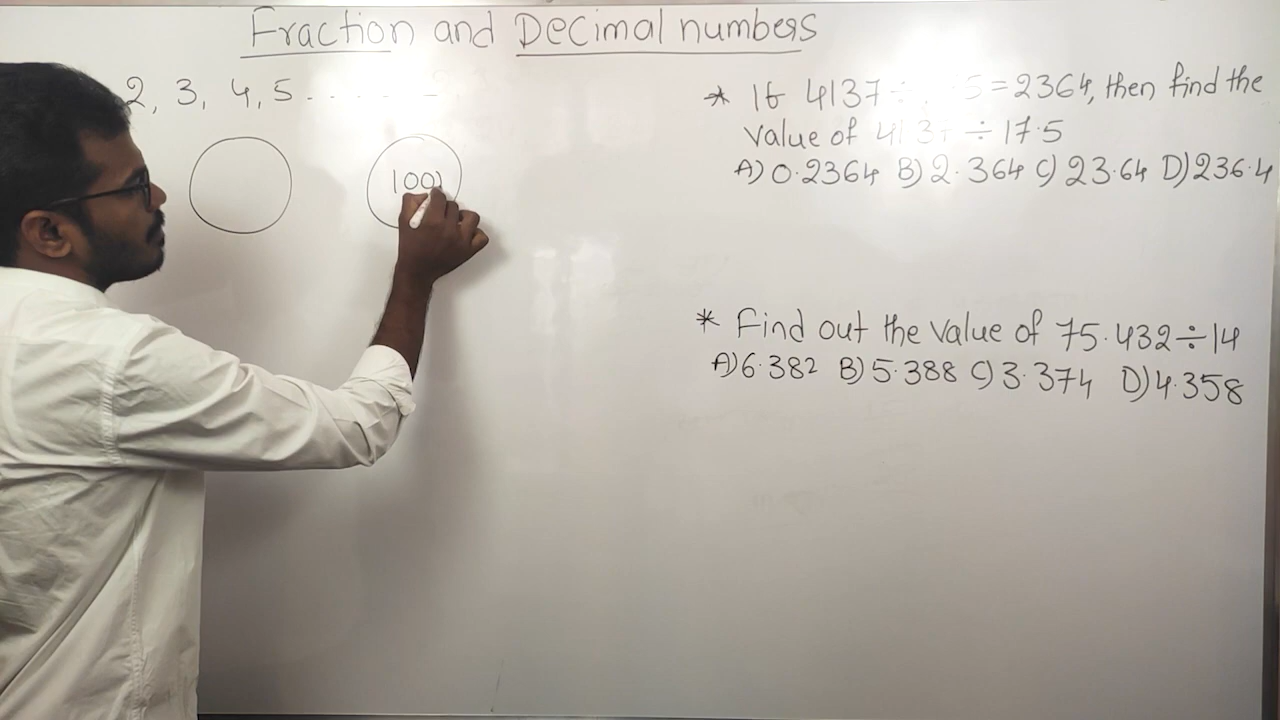 Fraction and Decimal numbers
2, 3, 4, 5 . . . . . .
100
* If 4137 ÷ 5 = 2364, then find the
value of 413 ÷ 17.5
A) 0.2364 B) 2.364 C) 23.64 D) 236.4
* Find out the value of 75.432 ÷ 14
A) 6.382 B) 5.388 C) 3.374 D) 4.358